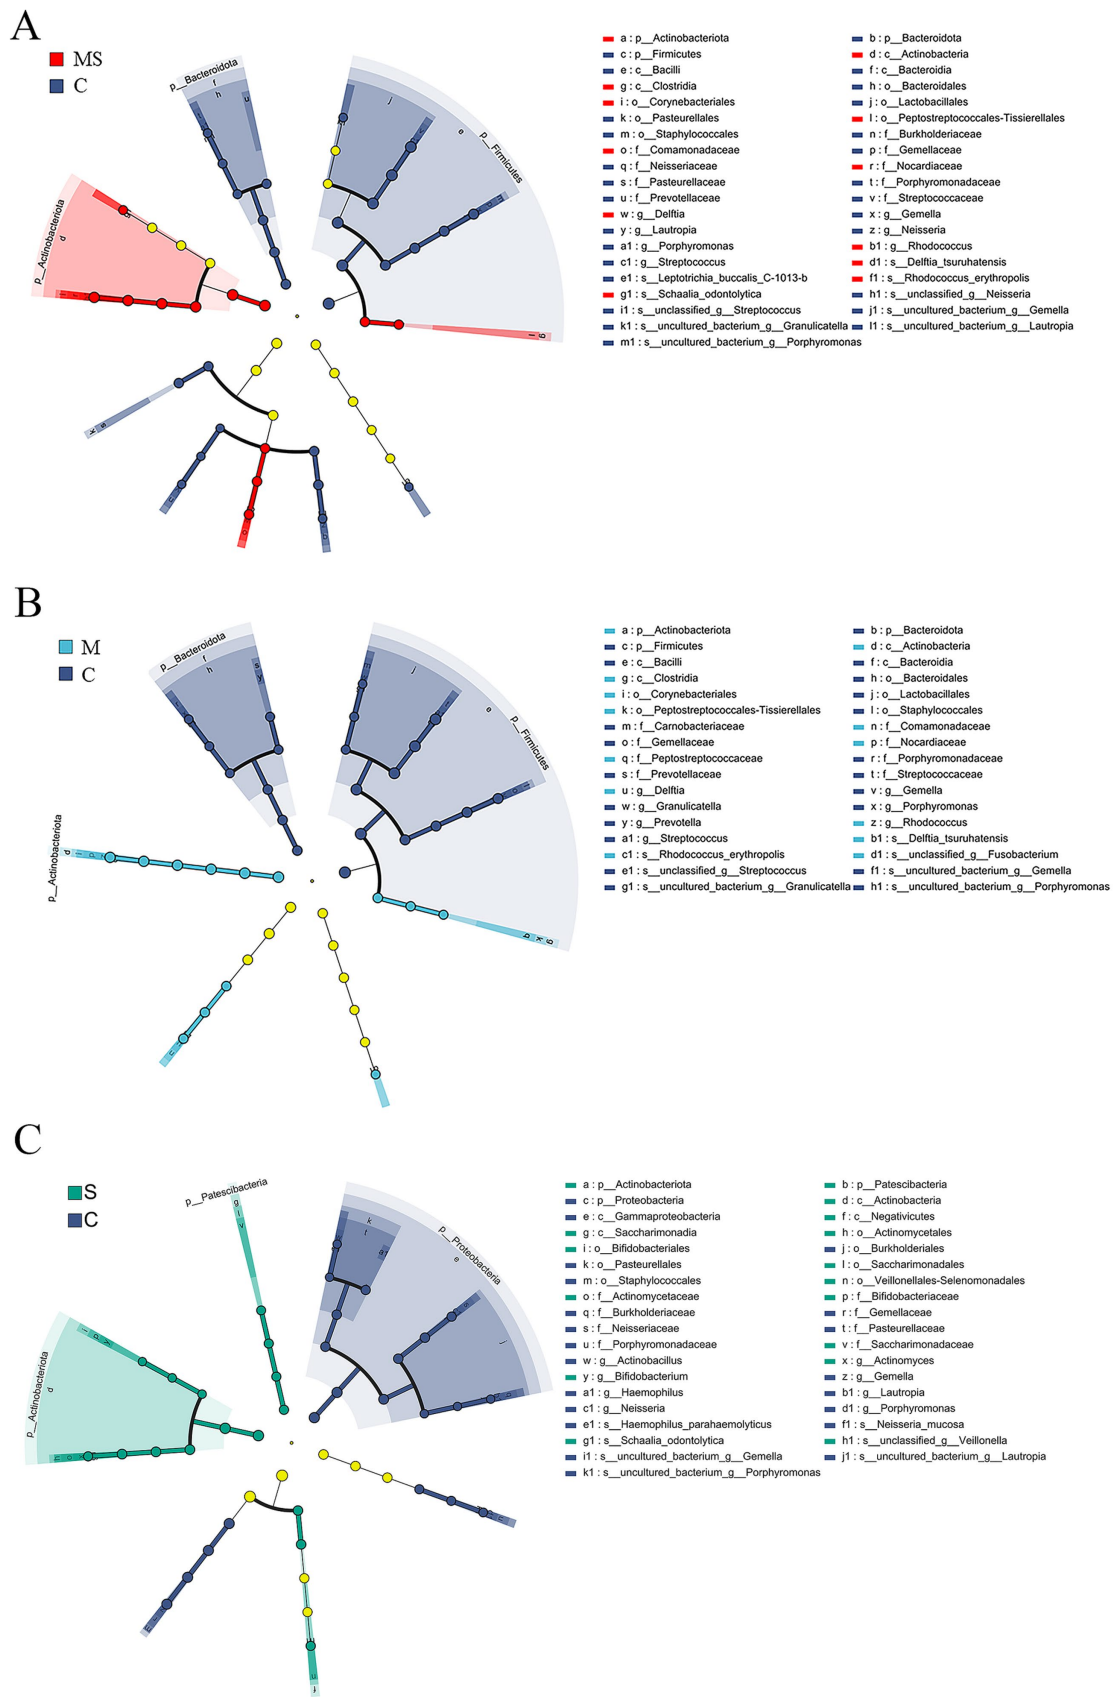 A
MS
C
p__Bacteroidota
f
h
u
j
e
p__Firmicutes
p__Actinobacteriota
d
g
l
k
s
o
q
a : p__Actinobacteriota
b : p__Bacteroidota
c : p__Firmicutes
d : c__Actinobacteria
e : c__Bacilli
f : c__Bacteroidia
g : c__Clostridia
h : o__Bacteroidales
i : o__Corynebacteriales
j : o__Lactobacillales
k : o__Pasteurellales
l : o__Peptostreptococcales-Tissierellales
m : o__Staphylococcales
n : f__Burkholderiaceae
o : f__Comamonadaceae
p : f__Gemellaceae
q : f__Neisseriaceae
r : f__Nocardiaceae
s : f__Pasteurellaceae
t : f__Porphyromonadaceae
u : f__Prevotellaceae
v : f__Streptococcaceae
w : g__Delftia
x : g__Gemella
y : g__Lautropia
z : g__Neisseria
a1 : g__Porphyromonas
b1 : g__Rhodococcus
c1 : g__Streptococcus
d1 : s__Delftia_tsuruhatensis
e1 : s__Leptotrichia_buccalis_C-1013-b
f1 : s__Rhodococcus_erythropolis
g1 : s__Schaalia_odontolytica
h1 : s__unclassified_g__Neisseria
i1 : s__unclassified_g__Streptococcus
j1 : s__uncultured_bacterium_g__Gemella
k1 : s__uncultured_bacterium_g__Granulicatella
l1 : s__uncultured_bacterium_g__Lautropia
m1 : s__uncultured_bacterium_g__Porphyromonas
B
M
C
p__Bacteroidota
f
h
s
y
m
j
e
p__Firmicutes
p__Actinobacteriota
d
i
p
g
k
q
n
u
a : p__Actinobacteriota
b : p__Bacteroidota
c : p__Firmicutes
d : c__Actinobacteria
e : c__Bacilli
f : c__Bacteroidia
g : c__Clostridia
h : o__Bacteroidales
i : o__Corynebacteriales
j : o__Lactobacillales
k : o__Peptostreptococcales-Tissierellales
l : o__Staphylococcales
m : f__Carnobacteriaceae
n : f__Comamonadaceae
o : f__Gemellaceae
p : f__Nocardiaceae
q : f__Peptostreptococcaceae
r : f__Porphyromonadaceae
s : f__Prevotellaceae
t : f__Streptococcaceae
u : g__Delftia
v : g__Gemella
w : g__Granulicatella
x : g__Porphyromonas
y : g__Prevotella
z : g__Rhodococcus
a1 : g__Streptococcus
b1 : s__Delftia_tsuruhatensis
c1 : s__Rhodococcus_erythropolis
d1 : s__unclassified_g__Fusobacterium
e1 : s__unclassified_g__Streptococcus
f1 : s__uncultured_bacterium_g__Gemella
g1 : s__uncultured_bacterium_g__Granulicatella
h1 : s__uncultured_bacterium_g__Porphyromonas
C
S
C
p__Patescibacteria
g
l
v
k
t
e
p__Proteobacteria
s
j
p__Actinobacteriota
d
i
p
y
h
o
x
n
f
a : p__Actinobacteriota
b : p__Patescibacteria
c : p__Proteobacteria
d : c__Actinobacteria
e : c__Gammaproteobacteria
f : c__Negativicutes
g : c__Saccharimonadia
h : o__Actinomycetales
i : o__Bifidobacteriales
j : o__Burkholderiales
k : o__Pasteurellales
l : o__Saccharimonadales
m : o__Staphylococcales
n : o__Veillonellales-Selenomonadales
o : f__Actinomycetaceae
p : f__Bifidobacteriaceae
q : f__Burkholderiaceae
r : f__Gemellaceae
s : f__Neisseriaceae
t : f__Pasteurellaceae
u : f__Porphyromonadaceae
v : f__Saccharimonadaceae
w : g__Actinobacillus
x : g__Actinomyces
y : g__Bifidobacterium
z : g__Gemella
a1 : g__Haemophilus
b1 : g__Lautropia
c1 : g__Neisseria
d1 : g__Porphyromonas
e1 : s__Haemophilus_parahaemolyticus
f1 : s__Neisseria_mucosa
g1 : s__Schaalia_odontolytica
h1 : s__unclassified_g__Veillonella
i1 : s__uncultured_bacterium_g__Gemella
j1 : s__uncultured_bacterium_g__Lautropia
k1 : s__uncultured_bacterium_g__Porphyromonas